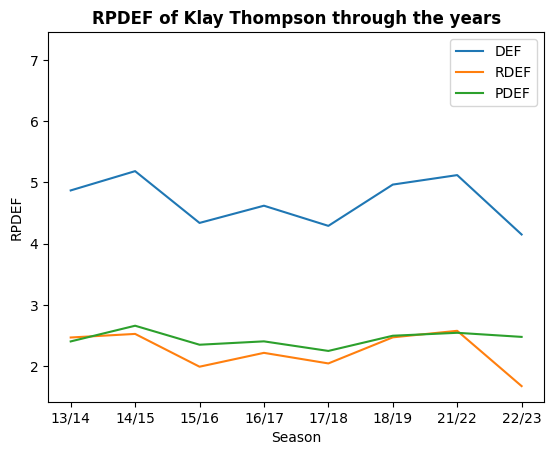 RPDEF of Klay Thompson through the years
DEF
RDEF
PDEF
7
6
5
4
3
2
RPDEF
13/14 14/15 15/16 16/17 17/18 18/19 21/22 22/23
Season